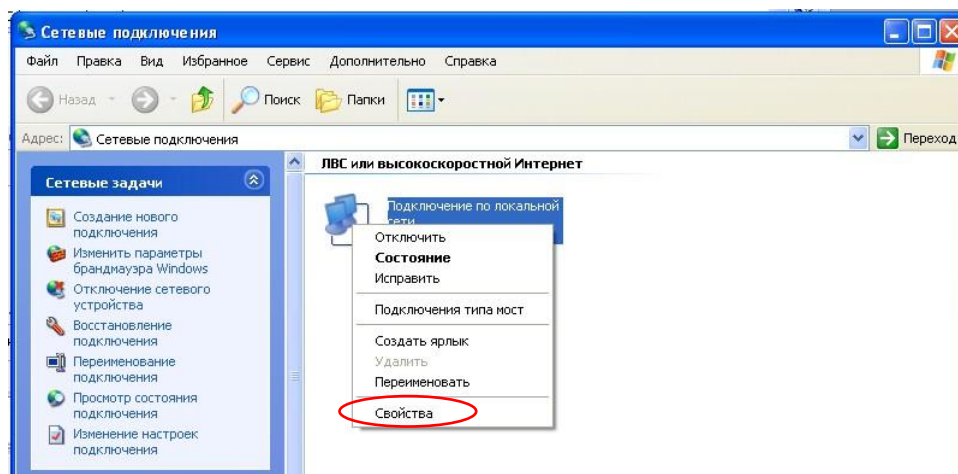 Сетевые подключения
Файл Правка Вид Избранное Сервис Дополнительно Справка
Назад Поиск Папки
Адрес: Сетевые подключения Переход
Сетевые задачи
Создание нового
подключения
Изменить параметры
брандмауэра Windows
Отключение сетевого
устройства
Восстановление
подключения
Переименование
подключения
Просмотр состояния
подключения
Изменение настроек
подключения
ЛВС или высокоскоростной Интернет
Подключение по локальной
сети
Отключить
Состояние
Исправить
Подключения типа мост
Создать ярлык
Удалить
Переименовать
Свойства